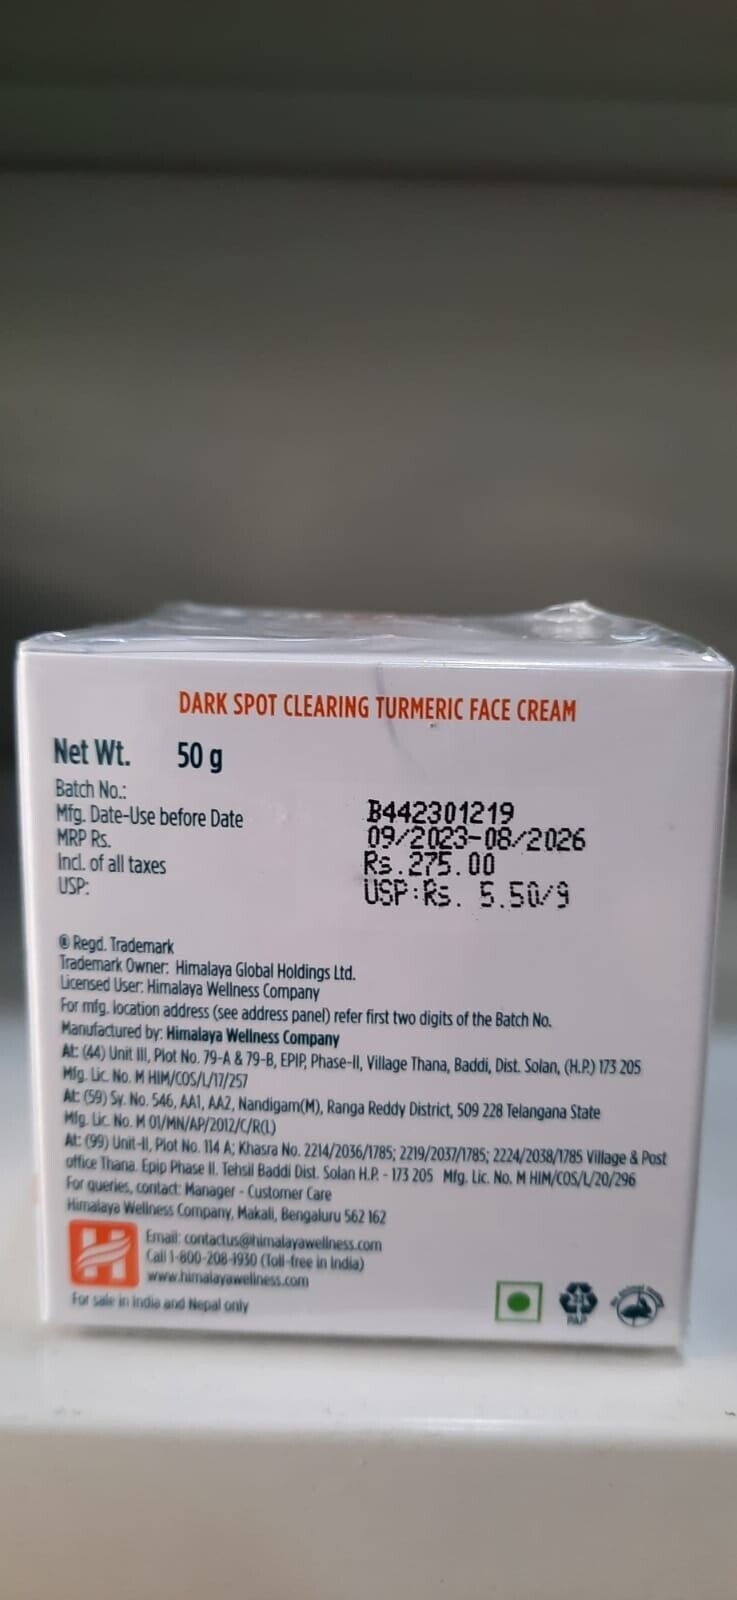 DARK SPOT CLEARING TURMERIC FACE CREAM
Net Wt. 50 g
Batch No.: B442301219
Mfg. Date-Use before Date 09/2023-08/2026
MRP Rs. Rs.275.00
Incl. of all taxes
USP: USP:Rs. 5.50/g
® Regd. Trademark
Trademark Owner: Himalaya Global Holdings Ltd.
Licensed User: Himalaya Wellness Company
For mfg. location address (see address panel) refer first two digits of the Batch No.
Manufactured by: Himalaya Wellness Company
At: (44) Unit III, Plot No. 79-A & 79-B, EPIP, Phase-II, Village Thana, Baddi, Dist. Solan, (H.P.) 173 205
Mfg. Lic. No. M HIM/COS/L/17/257
At: (59) Sy. No. 546, AA1, AA2, Nandigam(M), Ranga Reddy District, 509 228 Telangana State
Mfg. Lic. No. M 01/MN/AP/2012/C/R(L)
At: (99) Unit-II, Plot No. 114 A; Khasra No. 2214/2036/1785; 2219/2037/1785; 2224/2038/1785 Village & Post
office Thana. Epip Phase II. Tehsil Baddi Dist. Solan H.P. - 173 205 Mfg. Lic. No. M HIM/COS/L/20/296
For queries, contact: Manager - Customer Care
Himalaya Wellness Company, Makali, Bengaluru 562 162
Email: contactus@himalayawellness.com
Call 1-800-208-1930 (Toll-free in India)
www.himalayawellness.com
For sale in India and Nepal only
21
PAP